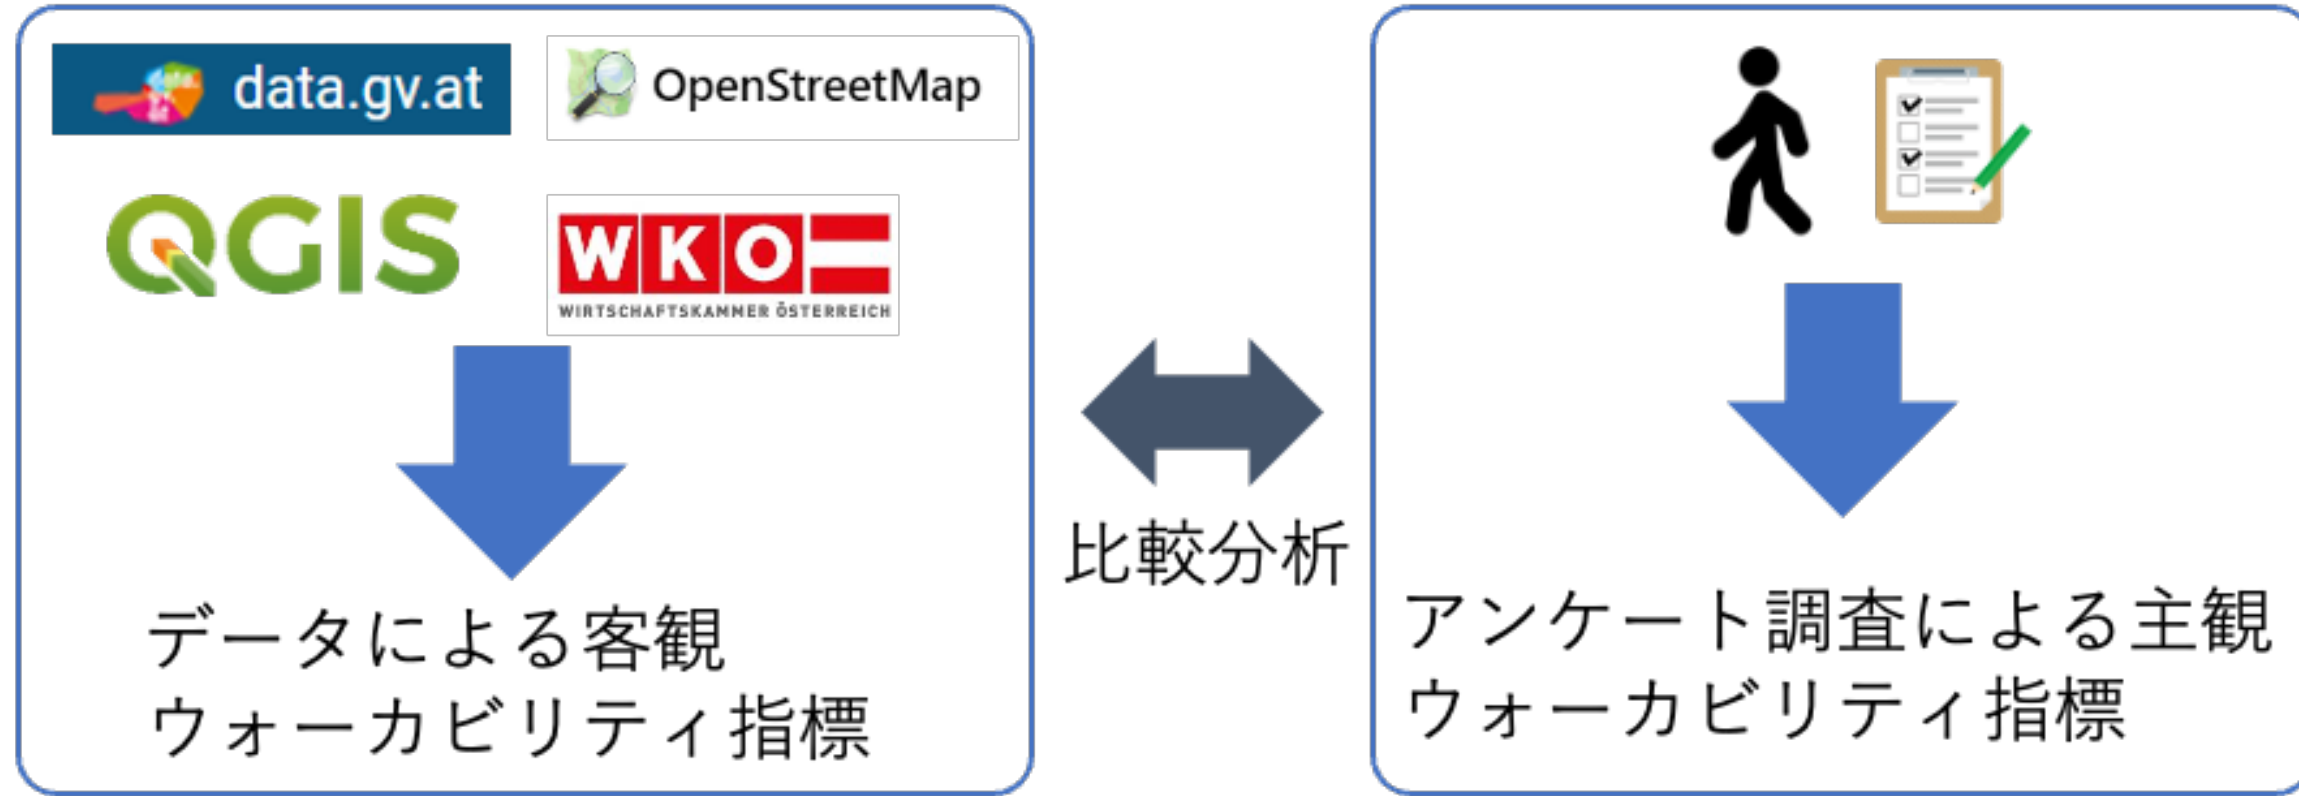 data.gv.at
OpenStreetMap
QGIS
WKO
WIRTSCHAFTSKAMMER ÖSTERREICH
データによる客観
ウォーカビリティ指標
比較分析
アンケート調査による主観
ウォーカビリティ指標